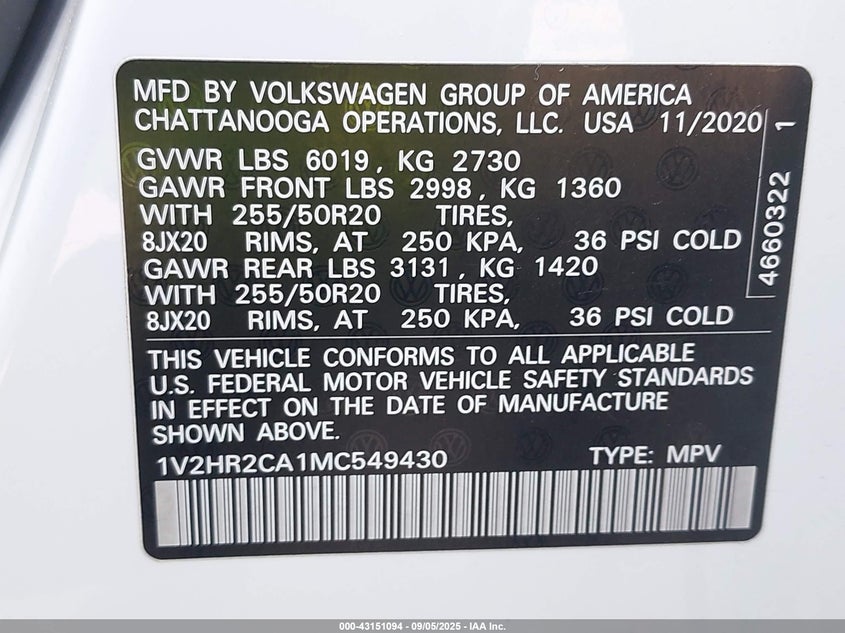 MFD BY VOLKSWAGEN GROUP OF AMERICA
CHATTANOOGA OPERATIONS, LLC. USA 11/2020
GVWR LBS 6019, KG 2730
GAWR FRONT LBS 2998, KG 1360
WITH 255/50R20 TIRES,
8JX20 RIMS, AT 250 KPA, 36 PSI COLD
GAWR REAR LBS 3131, KG 1420
WITH 255/50R20 TIRES,
8JX20 RIMS, AT 250 KPA, 36 PSI COLD
4660322 1
THIS VEHICLE CONFORMS TO ALL APPLICABLE
U.S. FEDERAL MOTOR VEHICLE SAFETY STANDARDS
IN EFFECT ON THE DATE OF MANUFACTURE
SHOWN ABOVE.
1V2HR2CA1MC549430 TYPE: MPV
000-43151094 - 09/05/2025 - IAA Inc.